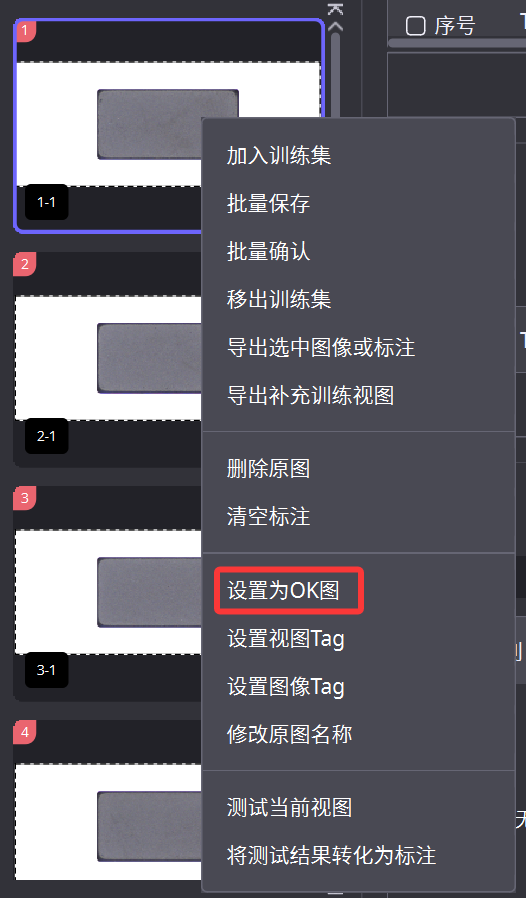 序号
1
1-1
加入训练集
批量保存
批量确认
移出训练集
导出选中图像或标注
导出补充训练视图
删除原图
清空标注
设置为OK图
设置视图Tag
设置图像Tag
修改原图名称
测试当前视图
将测试结果转化为标注
2
2-1
3
3-1
4